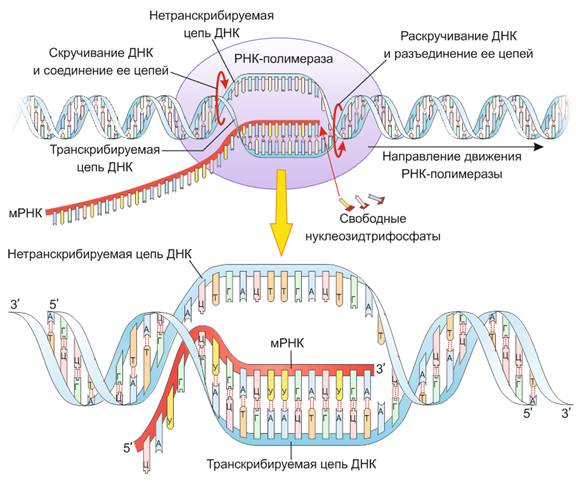 Нетранскрибируемая
цепь ДНК
Скручивание ДНК
и соединение ее цепей
РНК-полимераза
Раскручивание ДНК
и разъединение ее цепей
Транскрибируемая
цепь ДНК
Направление движения
РНК-полимеразы
мРНК
Свободные
нуклеозидтрифосфаты
Нетранскрибируемая цепь ДНК
3′
5′
мРНК
3′
5′
3′
5′
Транскрибируемая цепь ДНК